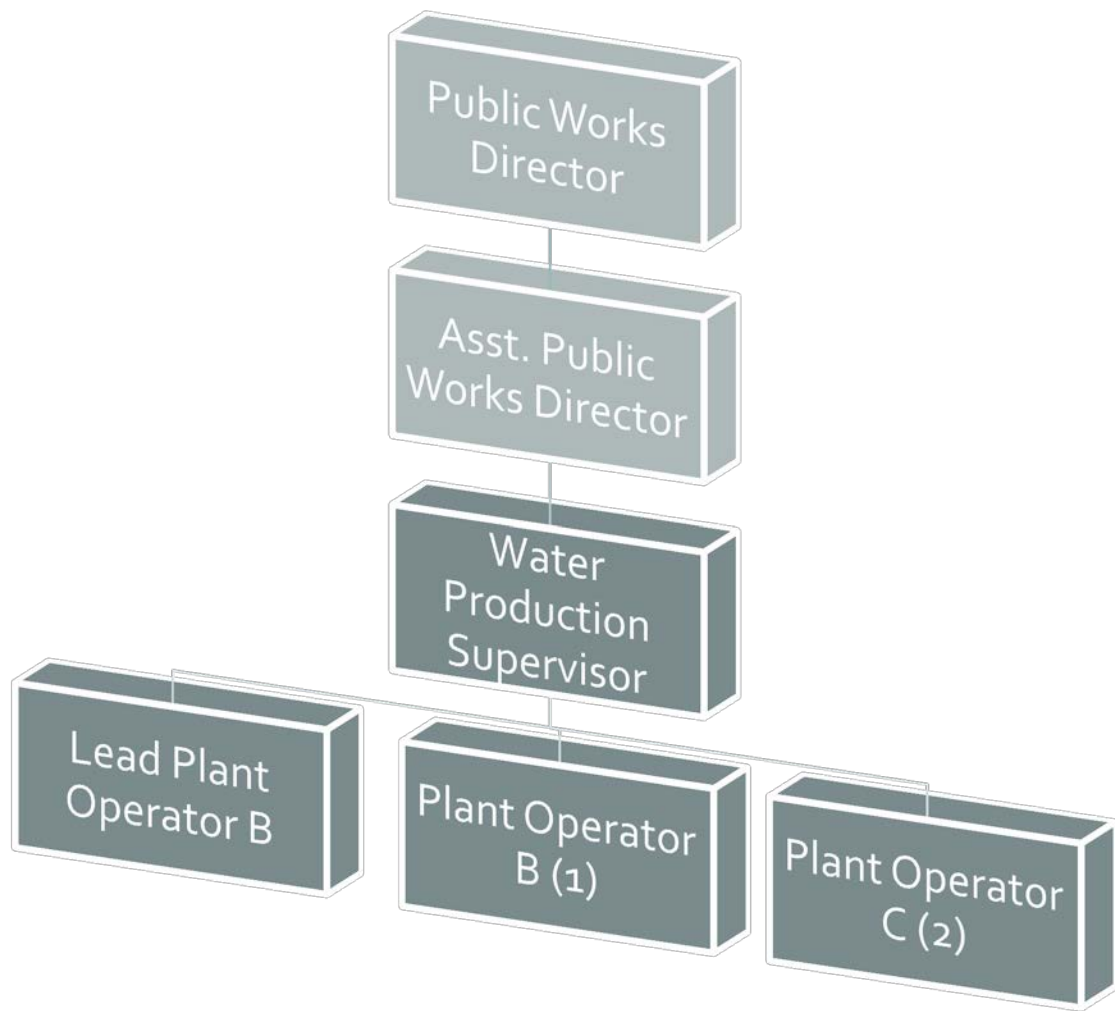 Public Works
Director
Asst. Public
Works Director
Water
Production
Supervisor
Lead Plant
Operator B
Plant Operator
B (1)
Plant Operator
C (2)